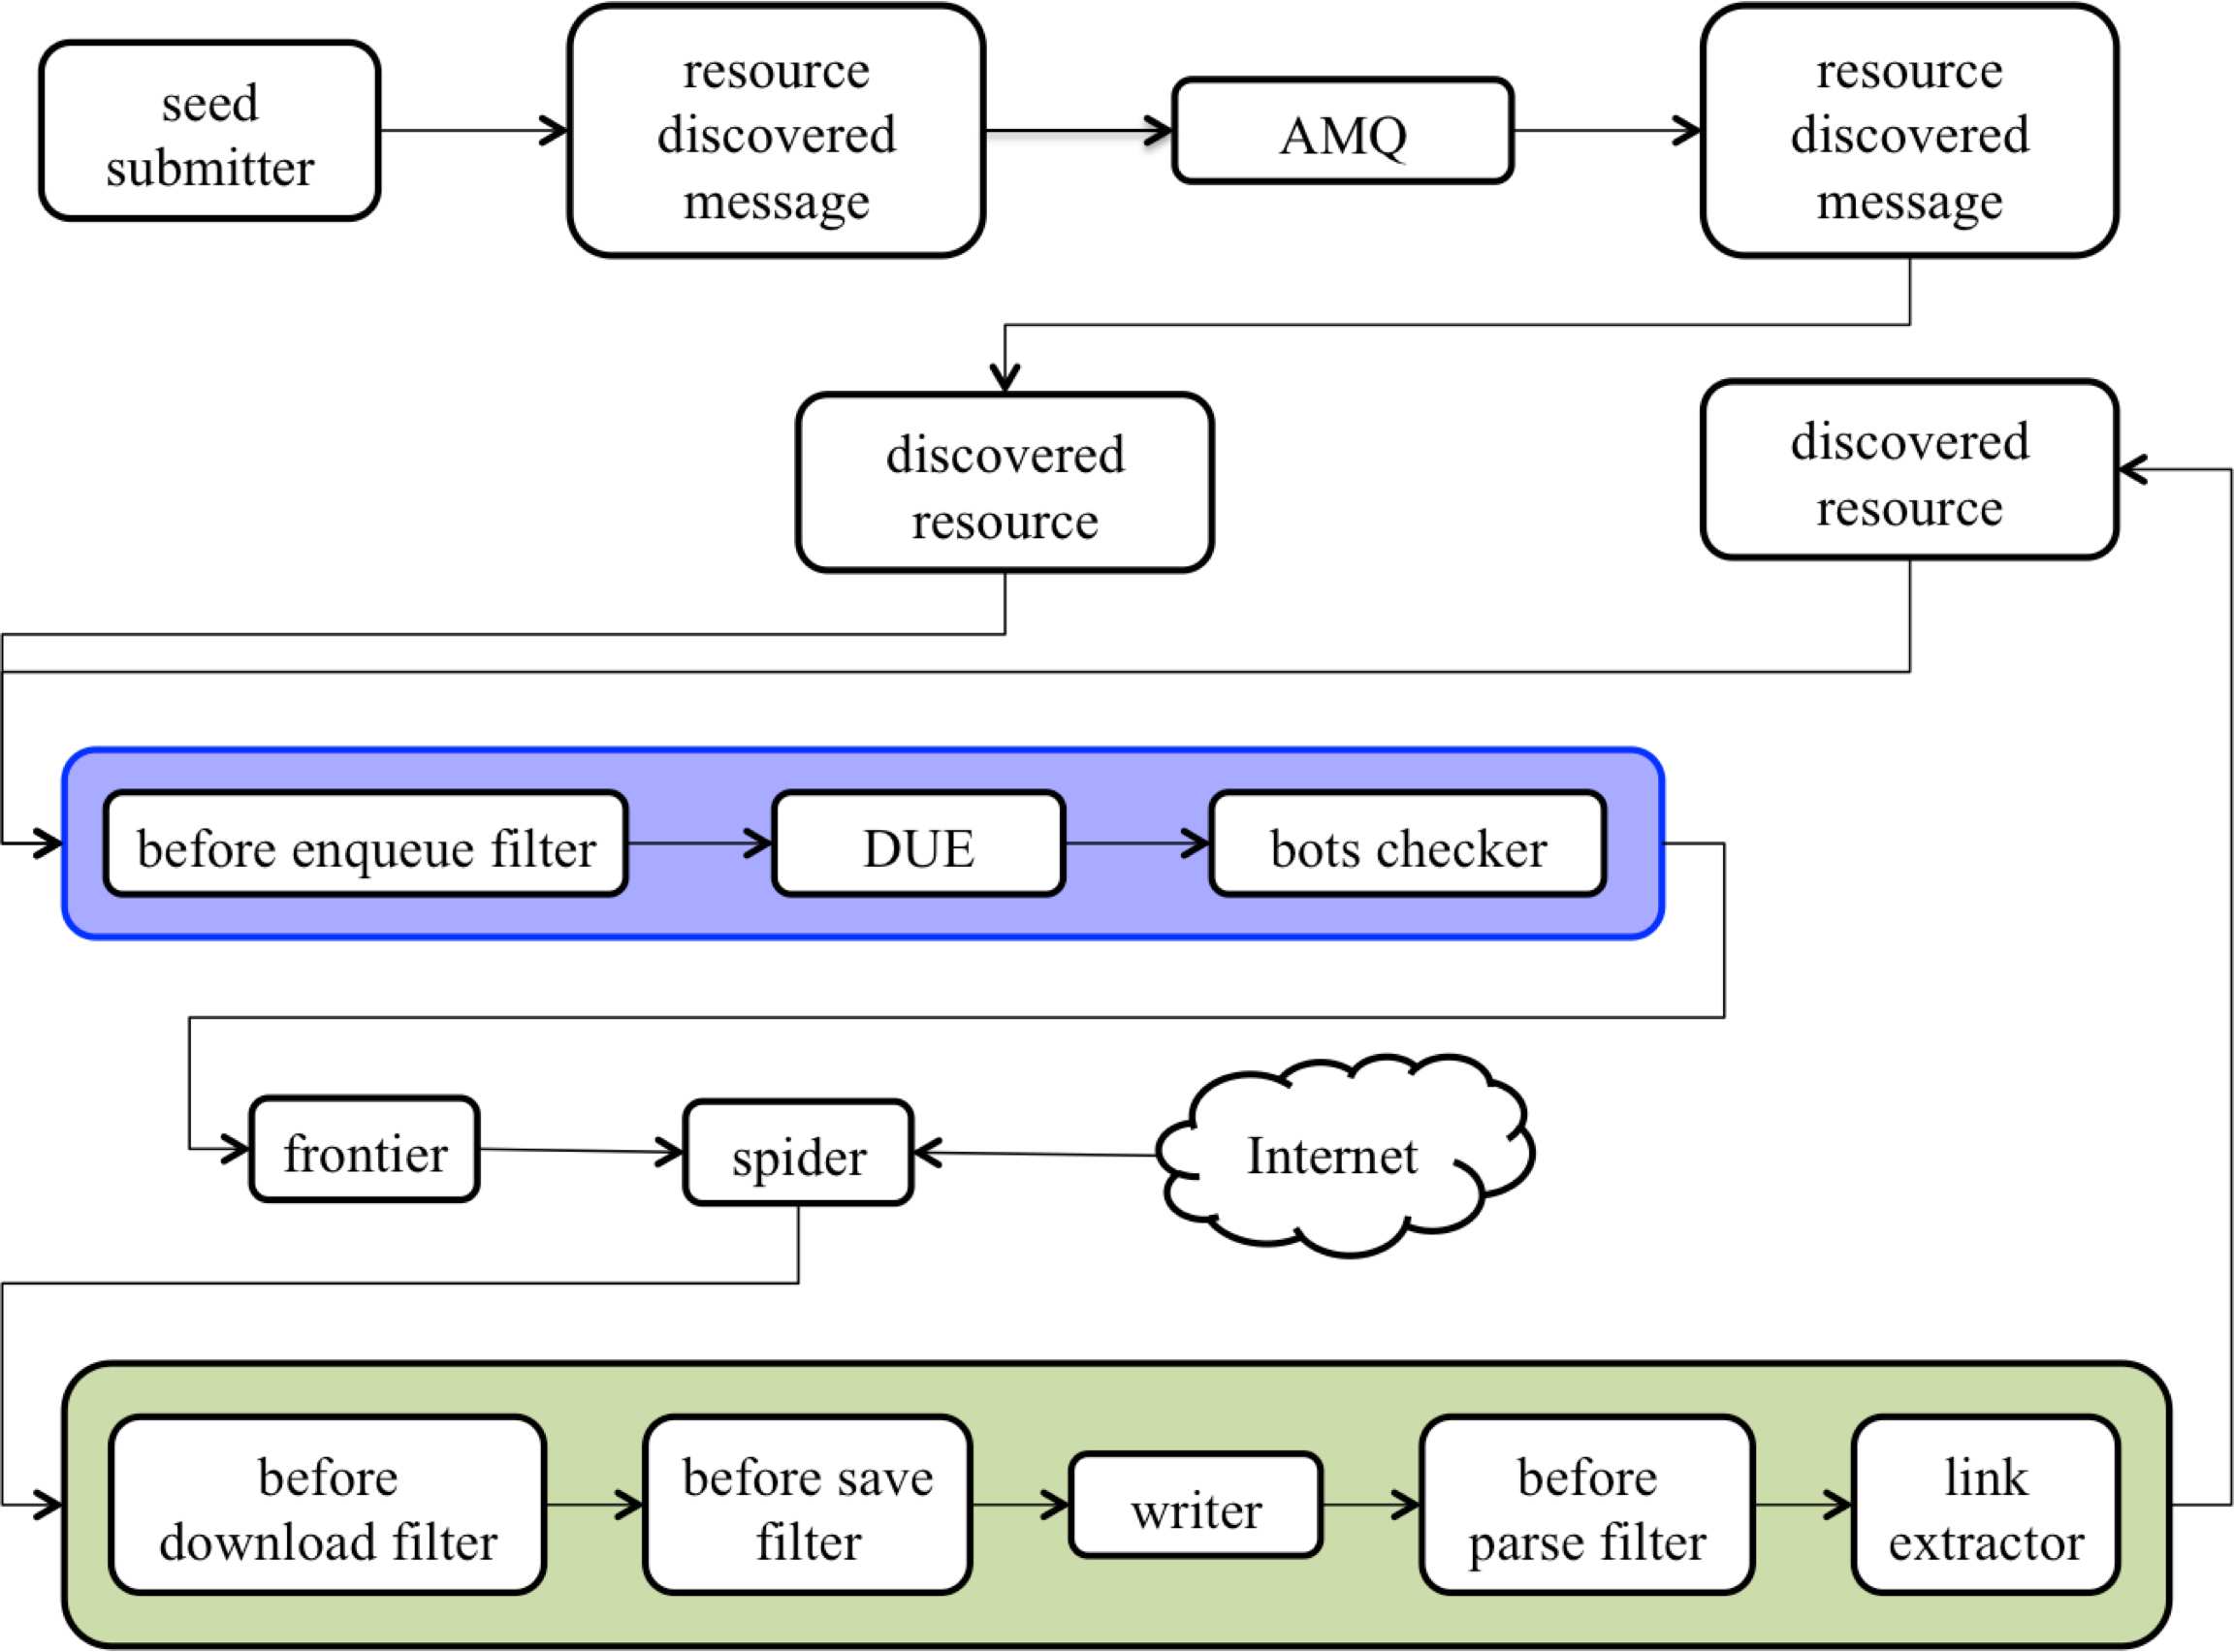 seed
submitter
resource
discovered
message
AMQ
resource
discovered
message
discovered
resource
discovered
resource
before enqueue filter
DUE
bots checker
frontier
spider
Internet
before
download filter
before save
filter
writer
before
parse filter
link
extractor